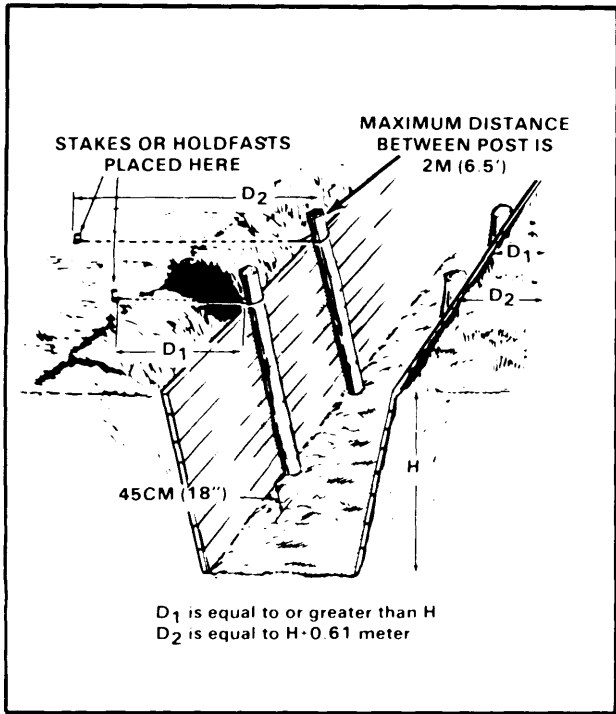 STAKES OR HOLDFASTS
PLACED HERE
MAXIMUM DISTANCE
BETWEEN POST IS
2M (6.5')
D2
D1
D1
D2
H
45CM (18")
D1 is equal to or greater than H
D2 is equal to H+0.61 meter